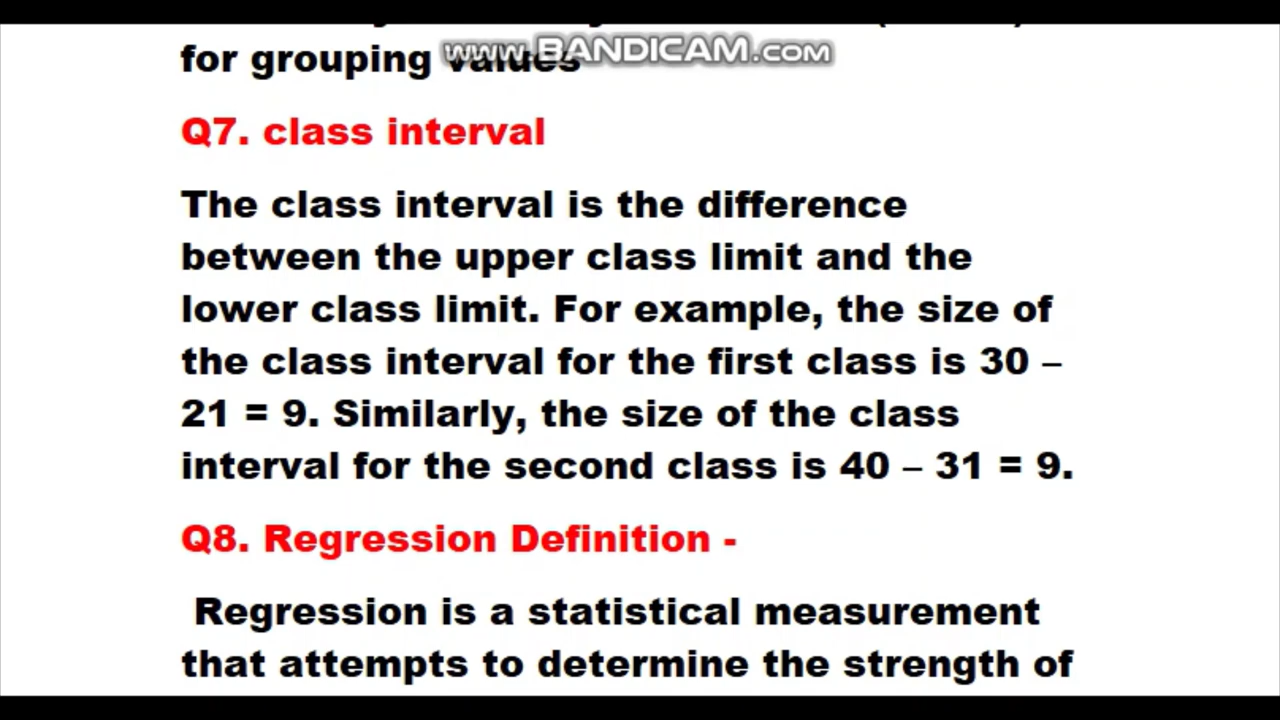 www.BANDICAM.com
for grouping values
Q7. class interval
The class interval is the difference
between the upper class limit and the
lower class limit. For example, the size of
the class interval for the first class is 30 –
21 = 9. Similarly, the size of the class
interval for the second class is 40 – 31 = 9.
Q8. Regression Definition -
Regression is a statistical measurement
that attempts to determine the strength of